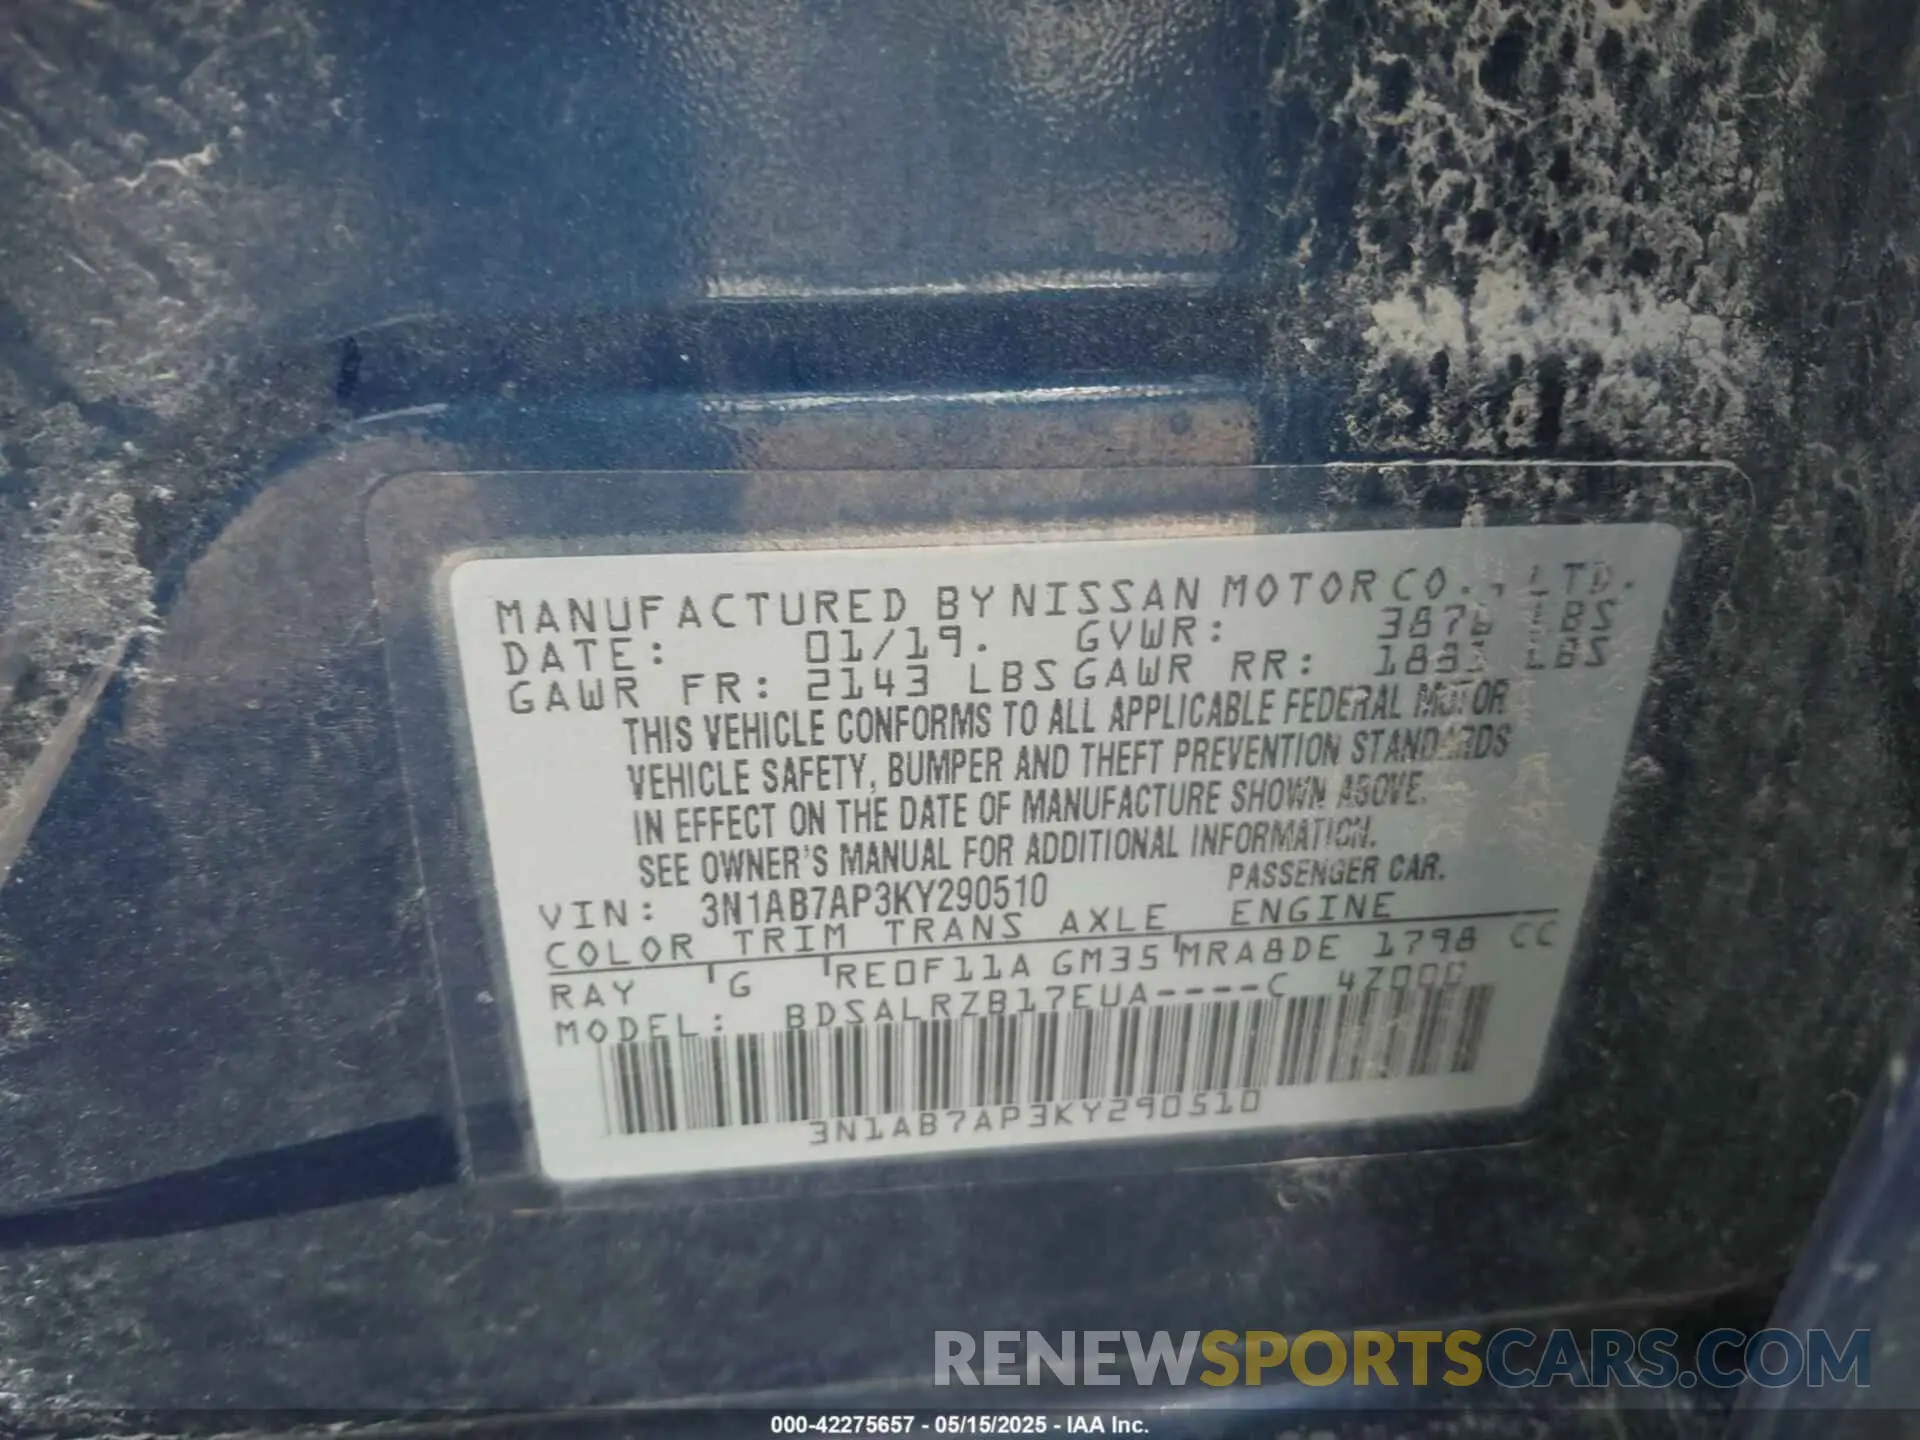 MANUFACTURED BY NISSAN MOTOR CO., LTD.
DATE: 01/19. GVWR: LBS
GAWR FR: 2143 LBS GAWR RR: LBS
THIS VEHICLE CONFORMS TO ALL APPLICABLE FEDERAL MOTOR
VEHICLE SAFETY, BUMPER AND THEFT PREVENTION STANDARDS
IN EFFECT ON THE DATE OF MANUFACTURE SHOWN ABOVE.
SEE OWNER'S MANUAL FOR ADDITIONAL INFORMATION.
VIN: 3N1AB7AP3KY290510 PASSENGER CAR.
COLOR TRIM TRANS AXLE ENGINE
RAY G RE0F11A GM35 MRA8DE 1798 CC
MODEL: BDSALRZB17EUA----C 4Z000
3N1AB7AP3KY290510
RENEWSPORTSCARS.COM
000-42275657 - 05/15/2025 - IAA Inc.